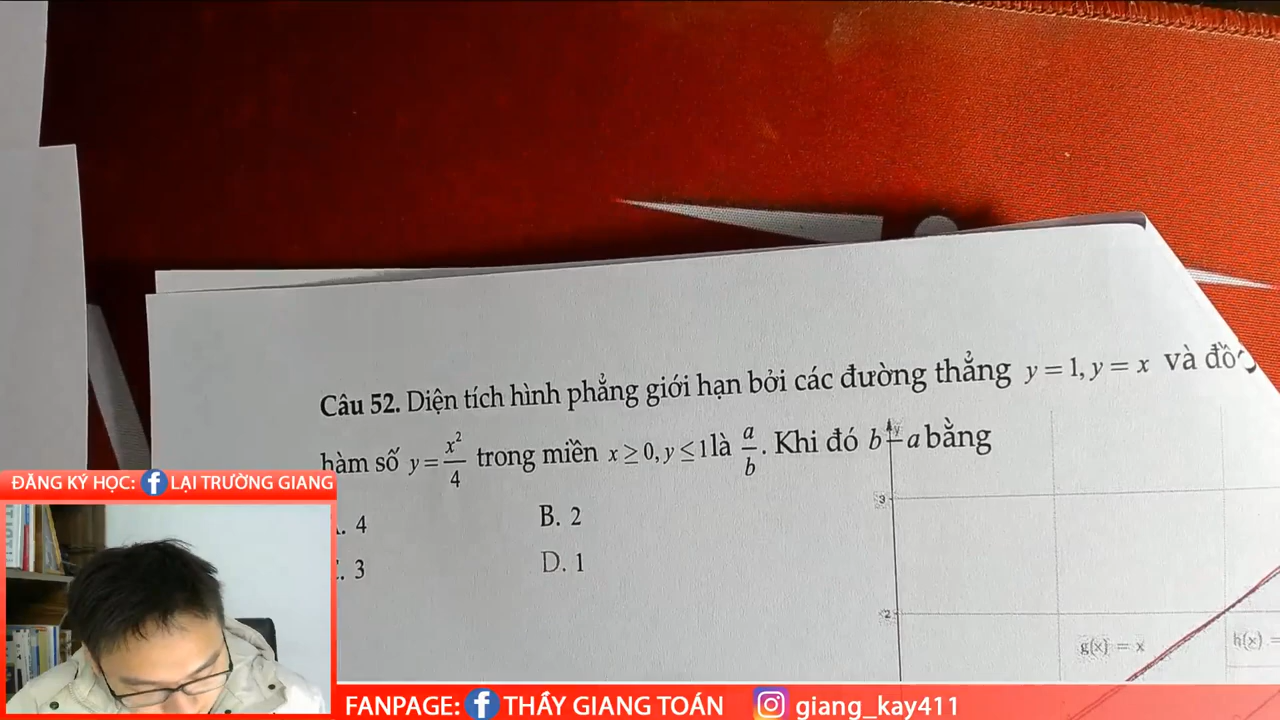 Câu 52. Diện tích hình phẳng giới hạn bởi các đường thẳng y = 1, y = x và
hàm số y = x²/4 trong miền x ≥ 0, y ≤ 1 là a/b. Khi đó b − a bằng
. 4
B. 2
. 3
D. 1
y
3
2
g(x) = x
h(x) =
ĐĂNG KÝ HỌC: f LẠI TRƯỜNG GIANG
FANPAGE: f THẦY GIANG TOÁN giang_kay411